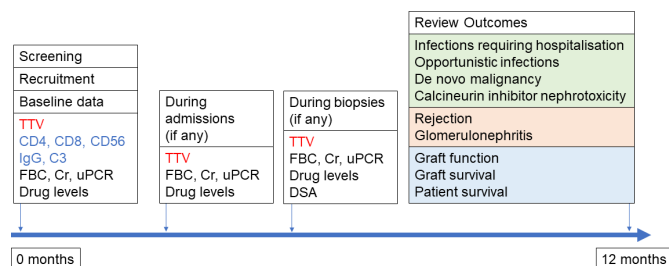 Screening
Recruitment
Baseline data
TTV
CD4, CD8, CD56
IgG, C3
FBC, Cr, uPCR
Drug levels
During
admissions
(if any)
TTV
FBC, Cr, uPCR
Drug levels
During biopsies
(if any)
TTV
FBC, Cr, uPCR
Drug levels
DSA
Review Outcomes
Infections requiring hospitalisation
Opportunistic infections
De novo malignancy
Calcineurin inhibitor nephrotoxicity
Rejection
Glomerulonephritis
Graft function
Graft survival
Patient survival
0 months
12 months